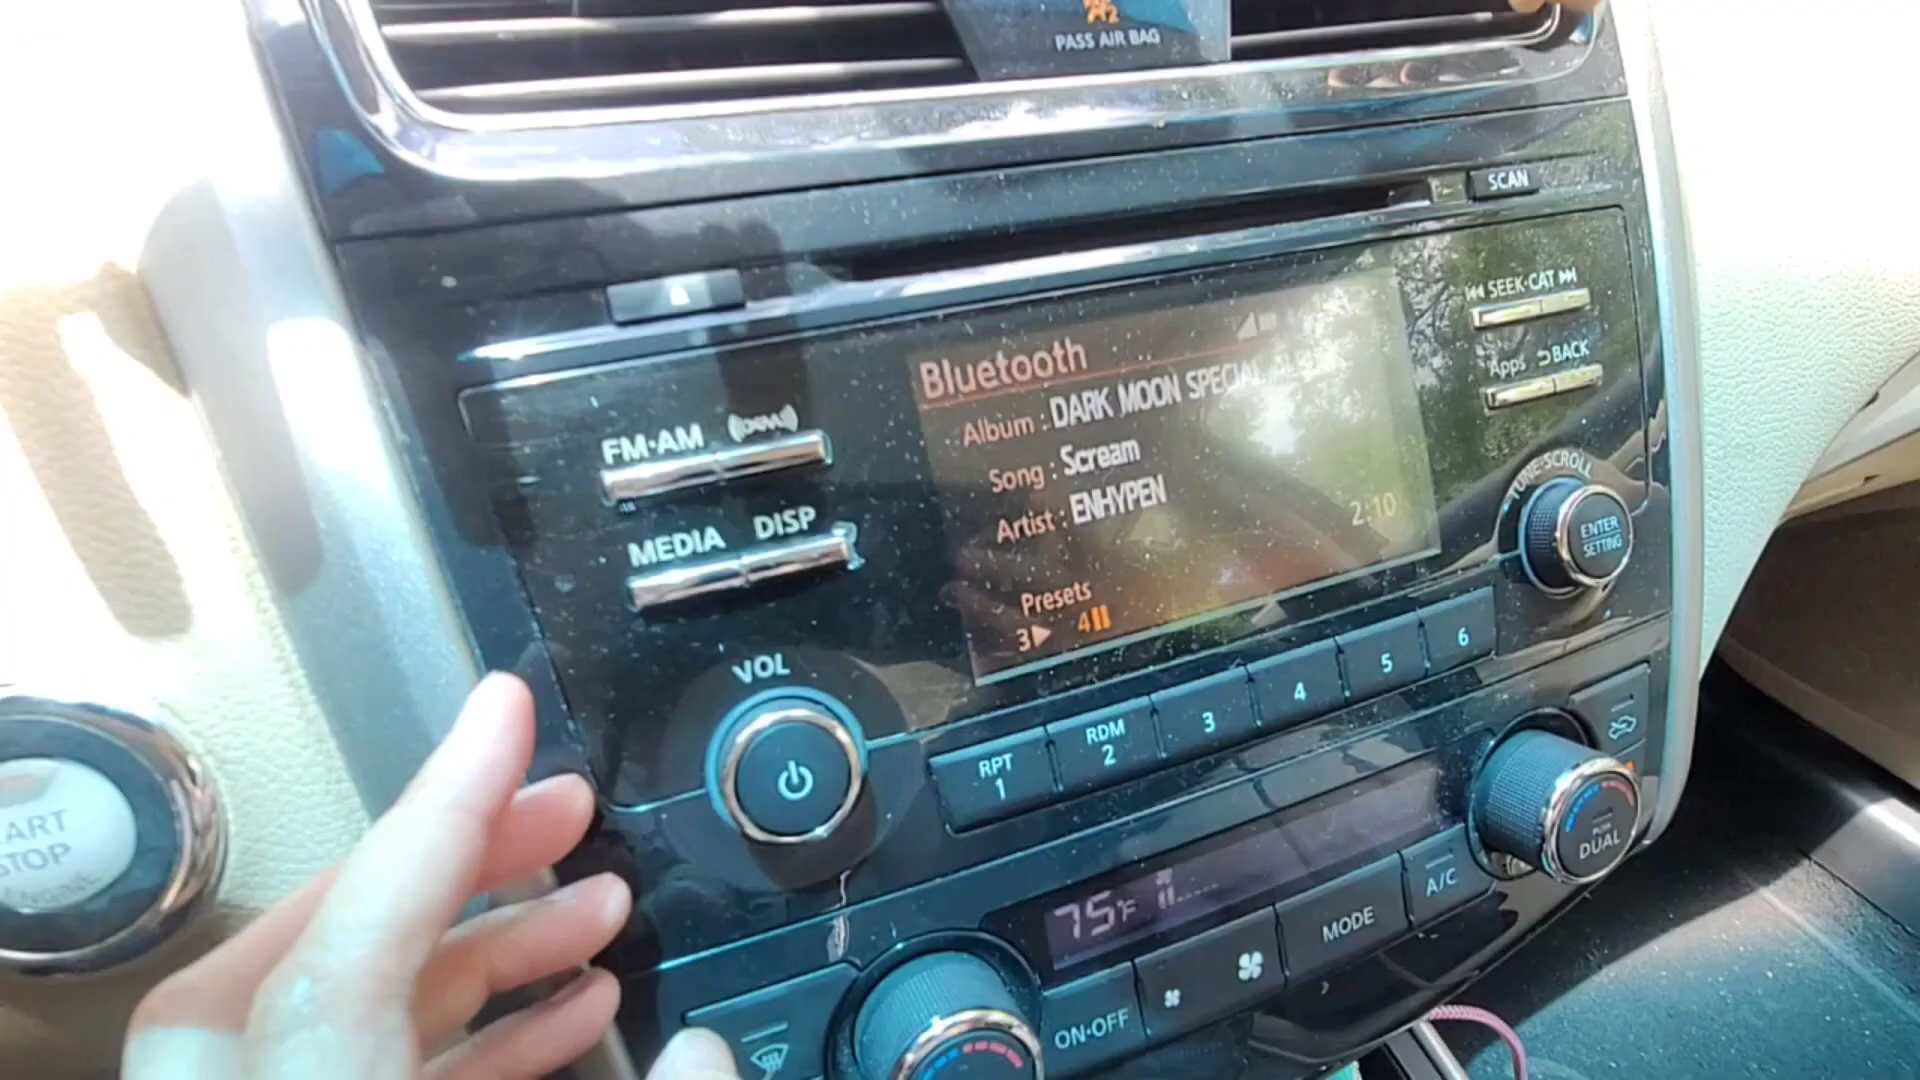 PASS AIR BAG
SCAN
SEEK·CAT
Apps BACK
TUNE·SCROLL
ENTER
SETTING
FM·AM
MEDIA DISP
VOL
Bluetooth
Album : DARK MOON SPECIAL
Song : Scream
Artist : ENHYPEN
2:10
Presets
3 4
RPT
1
RDM
2
3
4
5
6
DUAL
75°F
A/C
MODE
ON·OFF
ART
STOP